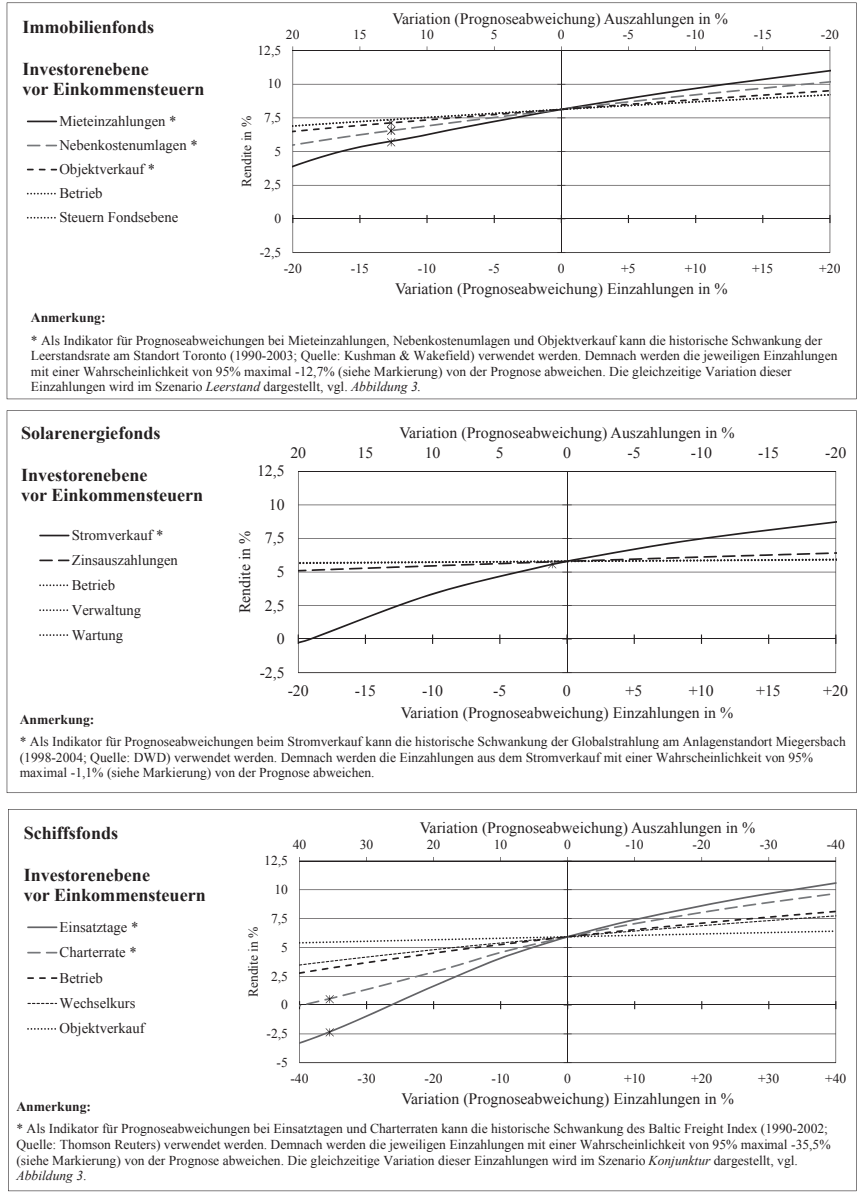 Immobilienfonds
Investorenebene
vor Einkommensteuern
Mieteinzahlungen *
Nebenkostenumlagen *
Objektverkauf *
Betrieb
Steuern Fondsebene
Variation (Prognoseabweichung) Auszahlungen in %
20 15 10 5 0 -5 -10 -15 -20
Rendite in %
12,5
10
7,5
5
2,5
0
-2,5
-20 -15 -10 -5 0 +5 +10 +15 +20
Variation (Prognoseabweichung) Einzahlungen in %
Anmerkung:
* Als Indikator für Prognoseabweichungen bei Mieteinzahlungen, Nebenkostenumlagen und Objektverkauf kann die historische Schwankung der
Leerstandsrate am Standort Toronto (1990-2003; Quelle: Kushman & Wakefield) verwendet werden. Demnach werden die jeweiligen Einzahlungen
mit einer Wahrscheinlichkeit von 95% maximal -12,7% (siehe Markierung) von der Prognose abweichen. Die gleichzeitige Variation dieser
Einzahlungen wird im Szenario Leerstand dargestellt, vgl. Abbildung 3.
Solarenergiefonds
Investorenebene
vor Einkommensteuern
Stromverkauf *
Zinsauszahlungen
Betrieb
Verwaltung
Wartung
Variation (Prognoseabweichung) Auszahlungen in %
20 15 10 5 0 -5 -10 -15 -20
Rendite in %
12,5
10
7,5
5
2,5
0
-2,5
-20 -15 -10 -5 0 +5 +10 +15 +20
Variation (Prognoseabweichung) Einzahlungen in %
Anmerkung:
* Als Indikator für Prognoseabweichungen beim Stromverkauf kann die historische Schwankung der Globalstrahlung am Anlagenstandort Miegersbach
(1998-2004; Quelle: DWD) verwendet werden. Demnach werden die Einzahlungen aus dem Stromverkauf mit einer Wahrscheinlichkeit von 95%
maximal -1,1% (siehe Markierung) von der Prognose abweichen.
Schiffsfonds
Investorenebene
vor Einkommensteuern
Einsatztage *
Charterrate *
Betrieb
Wechselkurs
Objektverkauf
Variation (Prognoseabweichung) Auszahlungen in %
40 30 20 10 0 -10 -20 -30 -40
Rendite in %
12,5
10
7,5
5
2,5
0
-2,5
-5
-40 -30 -20 -10 0 +10 +20 +30 +40
Variation (Prognoseabweichung) Einzahlungen in %
Anmerkung:
* Als Indikator für Prognoseabweichungen bei Einsatztagen und Charterraten kann die historische Schwankung des Baltic Freight Index (1990-2002;
Quelle: Thomson Reuters) verwendet werden. Demnach werden die jeweiligen Einzahlungen mit einer Wahrscheinlichkeit von 95% maximal -35,5%
(siehe Markierung) von der Prognose abweichen. Die gleichzeitige Variation dieser Einzahlungen wird im Szenario Konjunktur dargestellt, vgl.
Abbildung 3.